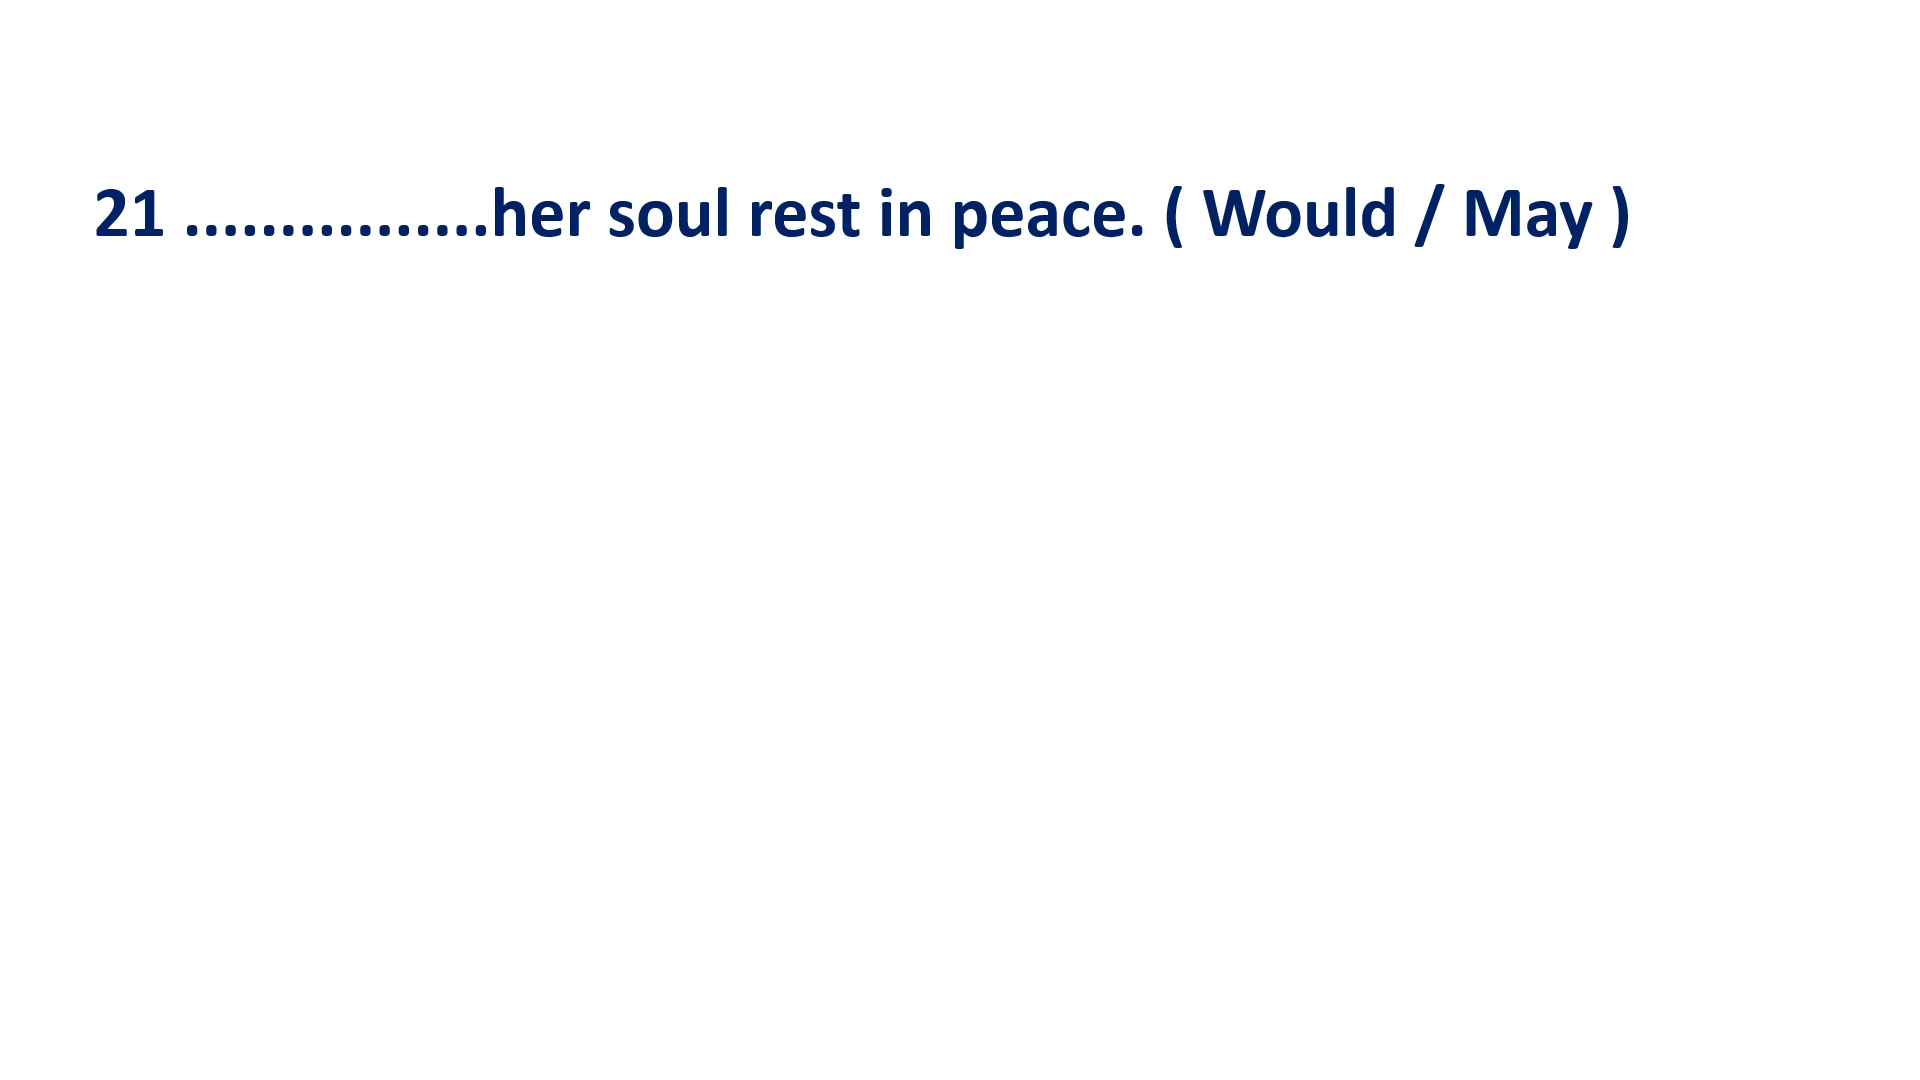 21 ................her soul rest in peace. ( Would / May )